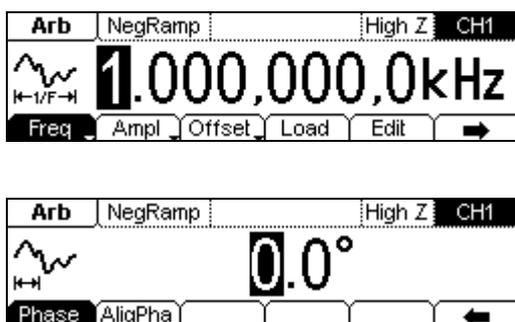 Arb NegRamp High Z CH1
1.000,000,0kHz
1/F
Freq Ampl Offset Load Edit
Arb NegRamp High Z CH1
0.0°
Phase AligPha